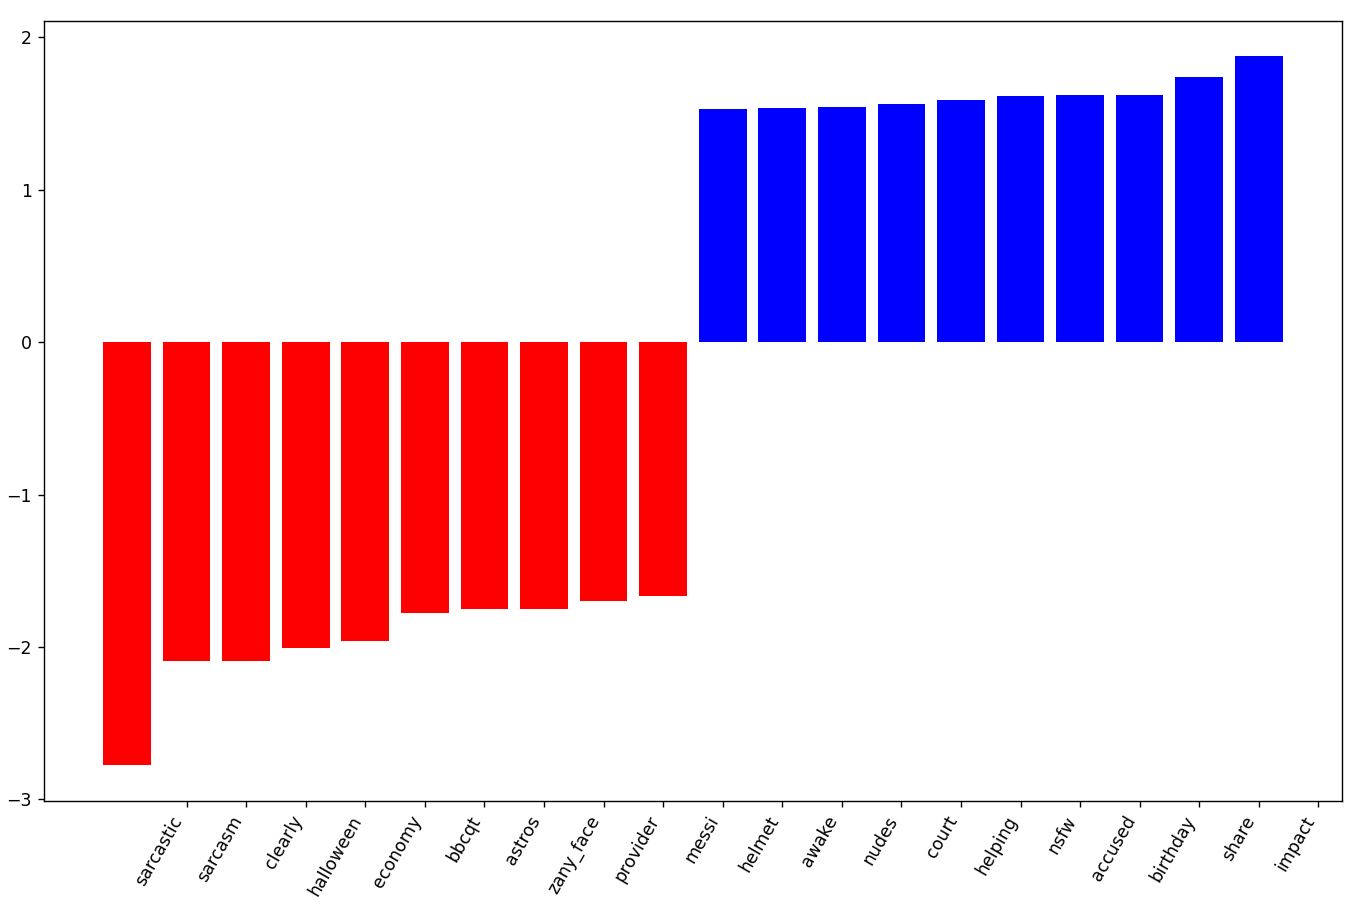 2
1
0
−1
−2
−3
sarcastic
sarcasm
clearly
halloween
economy
bbcqt
astros
zany_face
provider
messi
helmet
awake
nudes
court
helping
nsfw
accused
birthday
share
impact